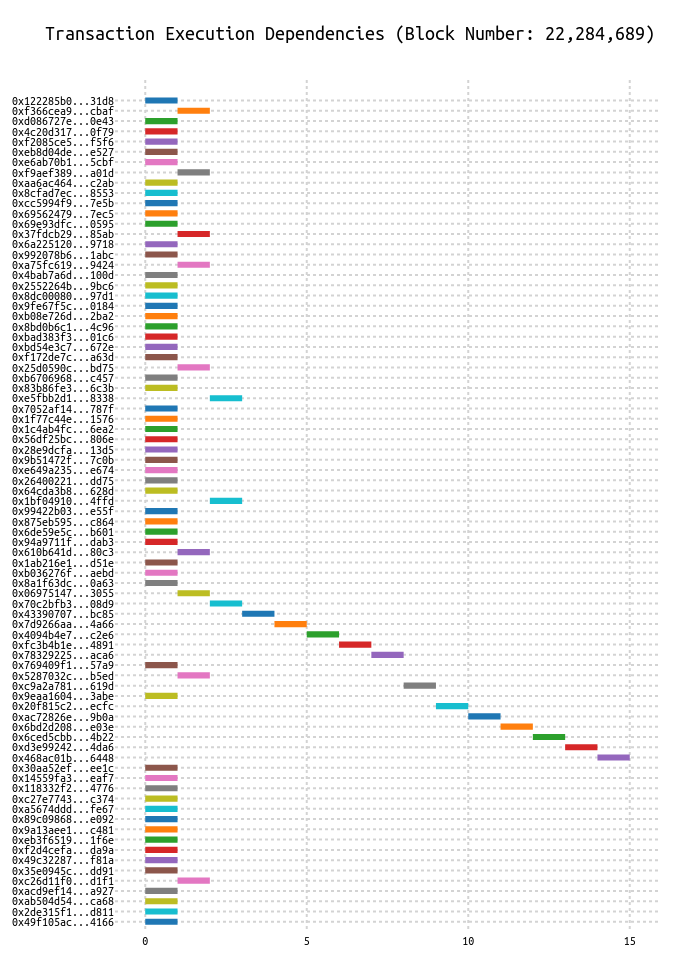 Transaction Execution Dependencies (Block Number: 22,284,689)
0x122285b0...31d8
0xf366cea9...cbaf
0xd086727e...0e43
0x4c20d317...0f79
0xf2085ce5...f5f6
0xeb8d04de...e527
0xe6ab70b1...5cbf
0xf9aef389...a01d
0xaa6ac464...c2ab
0x8cfad7ec...8553
0xcc5994f9...7e5b
0x69562479...7ec5
0x69e93dfc...0595
0x37fdcb29...85ab
0x6a225120...9718
0x992078b6...1abc
0xa75fc619...9424
0x4bab7a6d...100d
0x2552264b...9bc6
0x8dc00080...97d1
0x9fe67f5c...0184
0xb08e726d...2ba2
0x8bd0b6c1...4c96
0xbad383f3...01c6
0xbd54e3c7...672e
0xf172de7c...a63d
0x25d0590c...bd75
0xb6706968...c457
0x83b86fe3...6c3b
0xe5fbb2d1...8338
0x7052af14...787f
0x1f77c44e...1576
0x1c4ab4fc...6ea2
0x56df25bc...806e
0x28e9dcfa...13d5
0x9b51472f...7c0b
0xe649a235...e674
0x26400221...dd75
0x64cda3b8...628d
0x1bf04910...4ffd
0x99422b03...e55f
0x875eb595...c864
0x6de59e5c...b601
0x94a9711f...dab3
0x610b641d...80c3
0x1ab216e1...d51e
0xb036276f...aebd
0x8a1f63dc...0a63
0x06975147...3055
0x70c2bfb3...08d9
0x43390707...bc85
0x7d9266aa...4a66
0x4094b4e7...c2e6
0xfc3b4b1e...4891
0x78329225...aca6
0x769409f1...57a9
0x5287032c...b5ed
0xc9a2a781...619d
0x9eaa1604...3abe
0x20f815c2...ecfc
0xac72826e...9b0a
0x6bd2d208...e03e
0x6ced5cbb...4b22
0xd3e99242...4da6
0x468ac01b...6448
0x30aa52ef...ee1c
0x14559fa3...eaf7
0x118332f2...4776
0xc27e7743...c374
0xa5674ddd...fe67
0x89c09868...e092
0x9a13aee1...c481
0xeb3f6519...1f6e
0xf2d4cefa...da9a
0x49c32287...f81a
0x35e0945c...dd91
0xc26d11f0...d1f1
0xacd9ef14...a927
0xab504d54...ca68
0x2de315f1...d811
0x49f105ac...4166
0 5 10 15